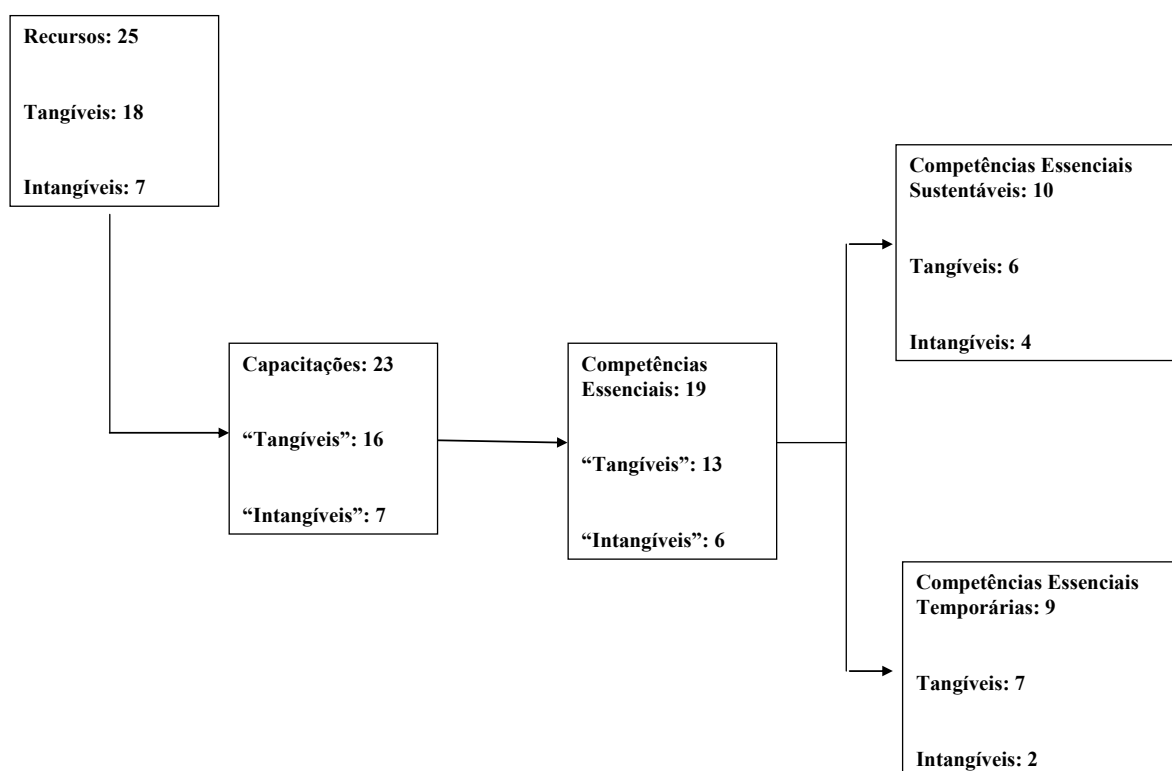 Recursos: 25
Tangíveis: 18
Intangíveis: 7
Capacitações: 23
“Tangíveis”: 16
“Intangíveis”: 7
Competências
Essenciais: 19
“Tangíveis”: 13
“Intangíveis”: 6
Competências Essenciais
Sustentáveis: 10
Tangíveis: 6
Intangíveis: 4
Competências Essenciais
Temporárias: 9
Tangíveis: 7
Intangíveis: 2